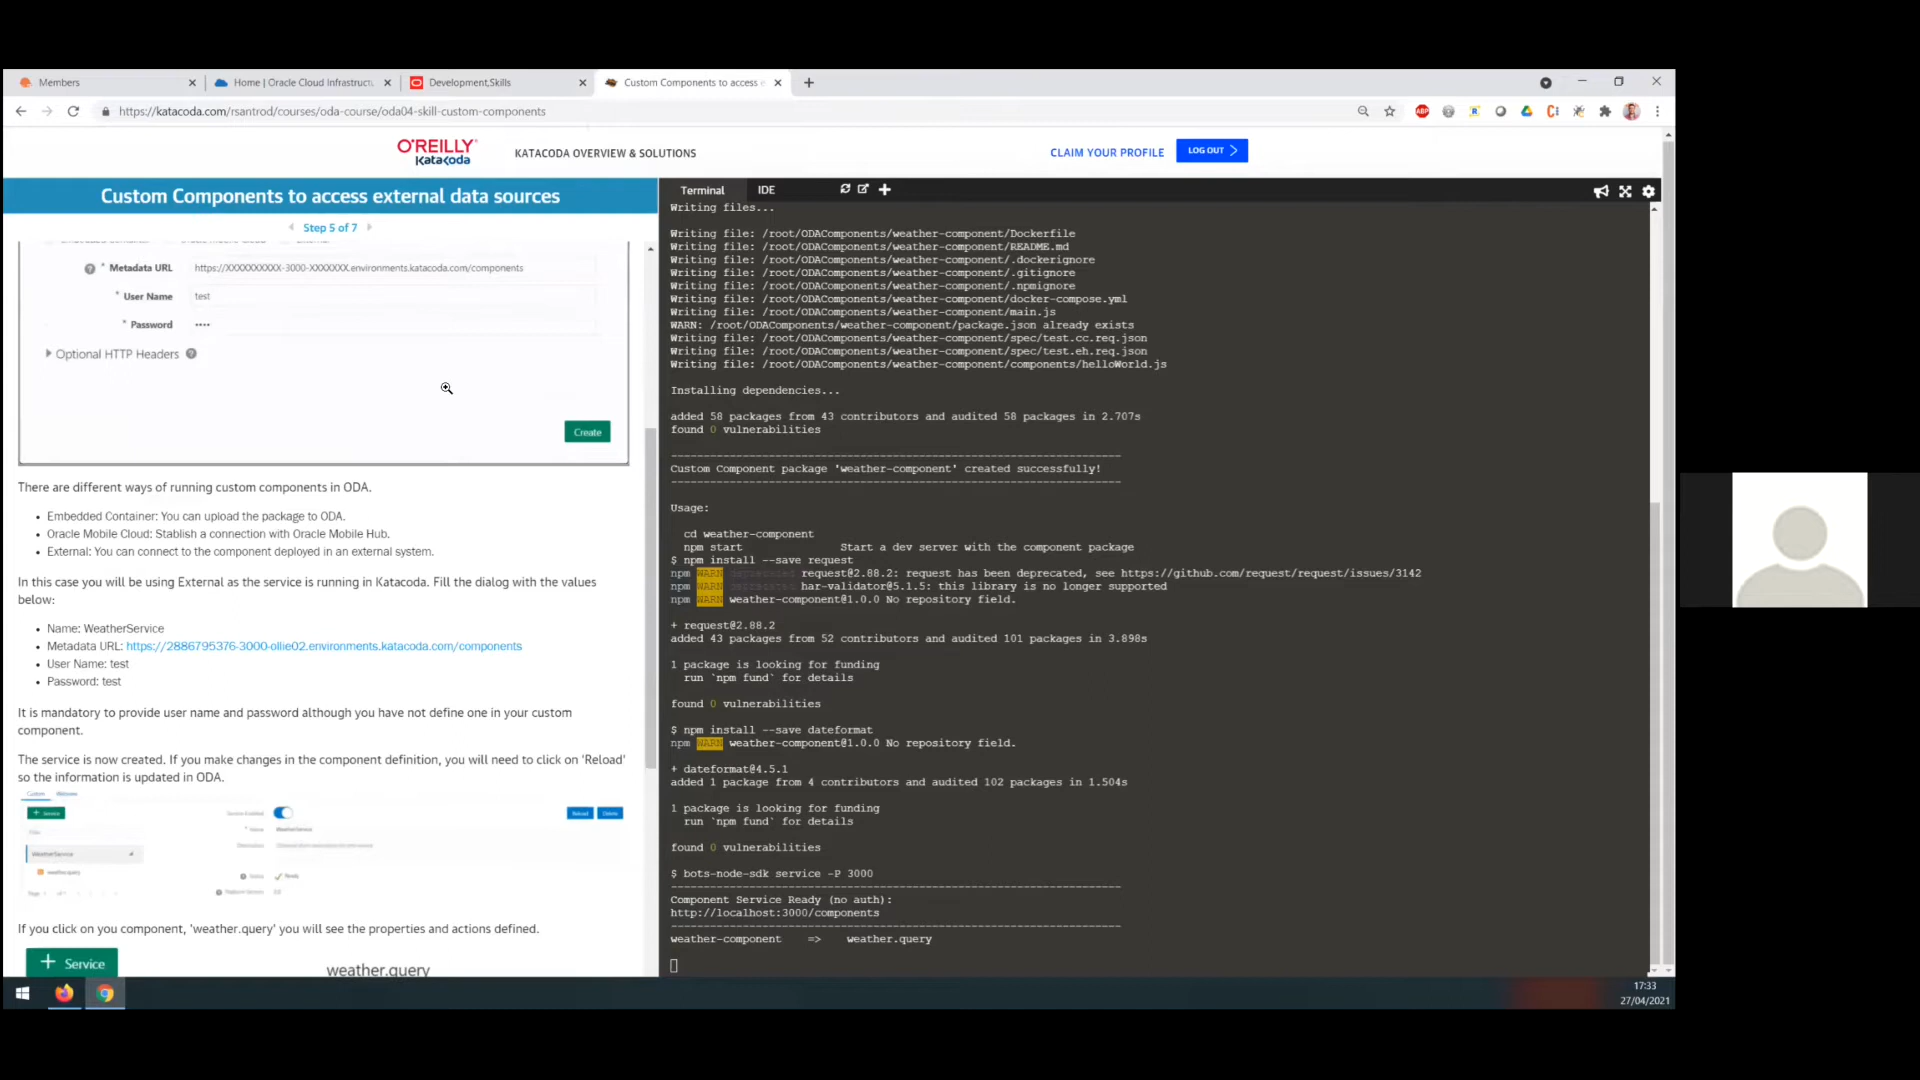 Members
Home | Oracle Cloud Infrastructu
Development,Skills
Custom Components to access e
https://katacoda.com/rsantrod/courses/oda-course/oda04-skill-custom-components
O'REILLY
Katacoda
KATACODA OVERVIEW & SOLUTIONS
CLAIM YOUR PROFILE
LOG OUT
Custom Components to access external data sources
Step 5 of 7
* Metadata URL https://XXXXXXXXXX-3000-XXXXXXX.environments.katacoda.com/components
* User Name test
* Password ••••
Optional HTTP Headers
Create
There are different ways of running custom components in ODA.
• Embedded Container: You can upload the package to ODA.
• Oracle Mobile Cloud: Stablish a connection with Oracle Mobile Hub.
• External: You can connect to the component deployed in an external system.
In this case you will be using External as the service is running in Katacoda. Fill the dialog with the values
below:
• Name: WeatherService
• Metadata URL: https://2886795376-3000-ollie02.environments.katacoda.com/components
• User Name: test
• Password: test
It is mandatory to provide user name and password although you have not define one in your custom
component.
The service is now created. If you make changes in the component definition, you will need to click on 'Reload'
so the information is updated in ODA.
Custom
+ Service
Service Enabled
Reload
Delete
* Name WeatherService
WeatherService
weather.query
Status
Ready
If you click on you component, 'weather.query' you will see the properties and actions defined.
+ Service
weather.query
Terminal
IDE
Writing files...
Writing file: /root/ODAComponents/weather-component/Dockerfile
Writing file: /root/ODAComponents/weather-component/README.md
Writing file: /root/ODAComponents/weather-component/.dockerignore
Writing file: /root/ODAComponents/weather-component/.gitignore
Writing file: /root/ODAComponents/weather-component/.npmignore
Writing file: /root/ODAComponents/weather-component/docker-compose.yml
Writing file: /root/ODAComponents/weather-component/main.js
WARN: /root/ODAComponents/weather-component/package.json already exists
Writing file: /root/ODAComponents/weather-component/spec/test.cc.req.json
Writing file: /root/ODAComponents/weather-component/spec/test.eh.req.json
Writing file: /root/ODAComponents/weather-component/components/helloWorld.js
Installing dependencies...
added 58 packages from 43 contributors and audited 58 packages in 2.707s
found 0 vulnerabilities
Custom Component package 'weather-component' created successfully!
Usage:
cd weather-component
npm start Start a dev server with the component package
$ npm install --save request
npm WARN deprecated request@2.88.2: request has been deprecated, see https://github.com/request/request/issues/3142
npm WARN deprecated har-validator@5.1.5: this library is no longer supported
npm WARN weather-component@1.0.0 No repository field.
+ request@2.88.2
added 43 packages from 52 contributors and audited 101 packages in 3.898s
1 package is looking for funding
run `npm fund` for details
found 0 vulnerabilities
$ npm install --save dateformat
npm WARN weather-component@1.0.0 No repository field.
+ dateformat@4.5.1
added 1 package from 4 contributors and audited 102 packages in 1.504s
1 package is looking for funding
run `npm fund` for details
found 0 vulnerabilities
$ bots-node-sdk service -P 3000
Component Service Ready (no auth):
http://localhost:3000/components
weather-component => weather.query
17:33
27/04/2021